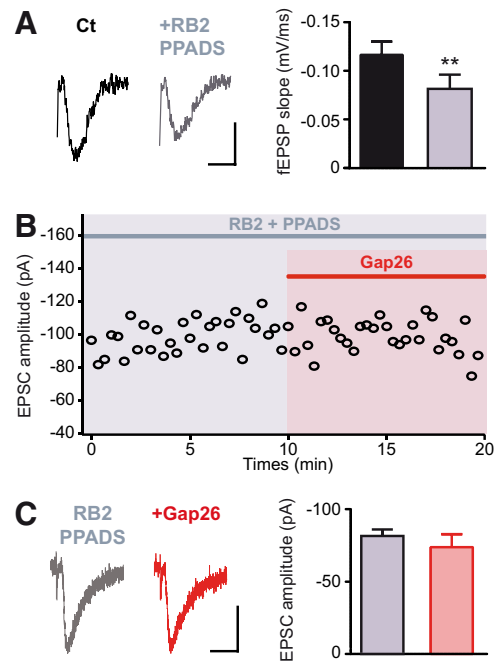 A
Ct
+RB2
PPADS
fEPSP slope (mV/ms)
-0.15
-0.10
-0.05
0
**
B
EPSC amplitude (pA)
-160
-140
-120
-100
-80
-60
-40
RB2 + PPADS
Gap26
0 5 10 15 20
Times (min)
C
RB2
PPADS
+Gap26
EPSC amplitude (pA)
-100
-50
0